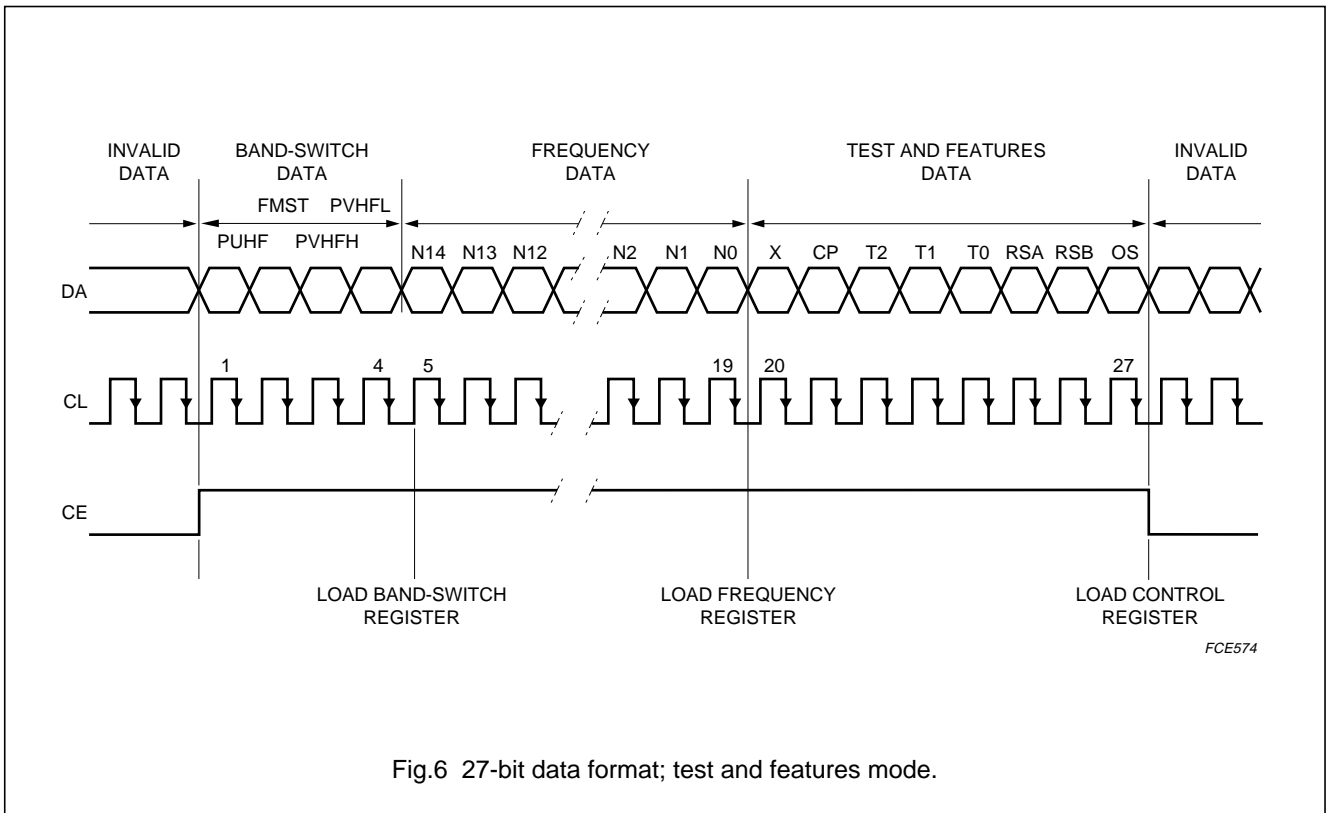 INVALID DATA
BAND-SWITCH DATA
FREQUENCY DATA
TEST AND FEATURES DATA
INVALID DATA
FMST PVHFL
PUHF PVHFH
N14 N13 N12 N2 N1 N0 X CP T2 T1 T0 RSA RSB OS
DA
1 4 5 19 20 27
CL
CE
LOAD BAND-SWITCH REGISTER
LOAD FREQUENCY REGISTER
LOAD CONTROL REGISTER
FCE574
Fig.6 27-bit data format; test and features mode.